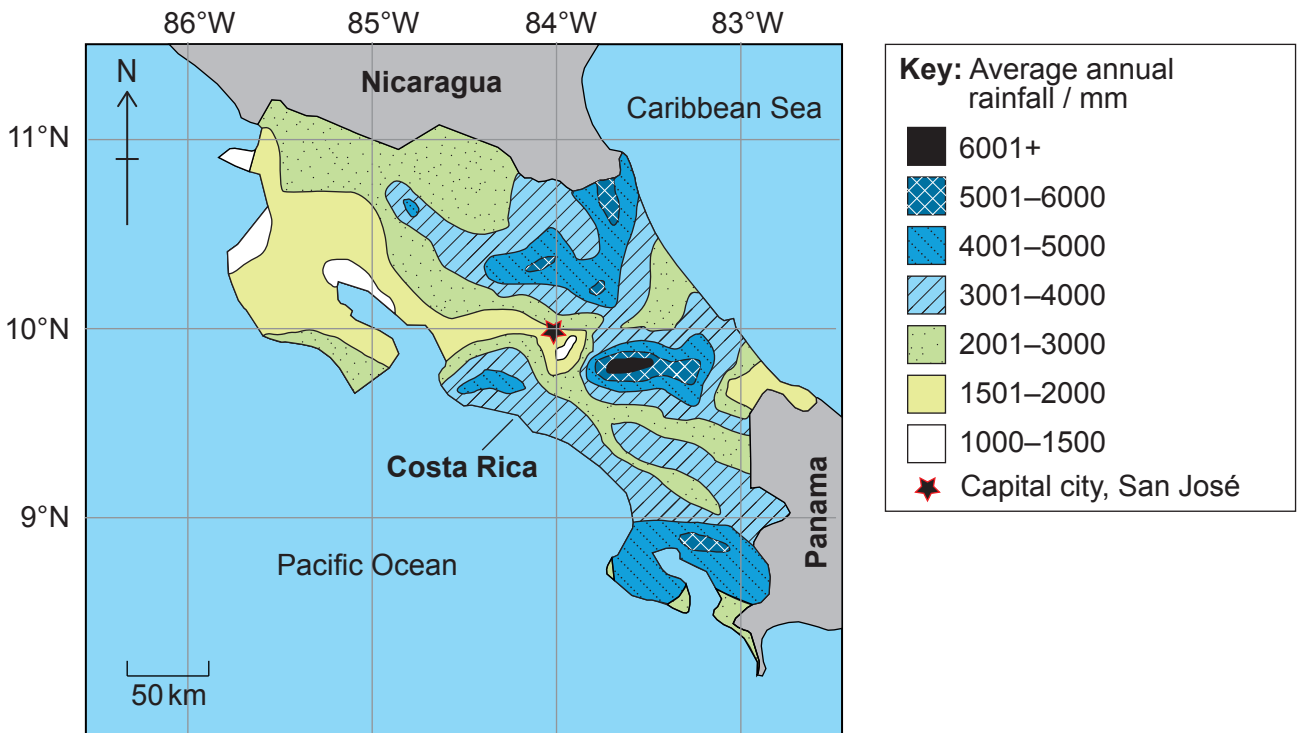 86°W 85°W 84°W 83°W
N
Nicaragua
Caribbean Sea
11°N
10°N
Costa Rica
9°N
Pacific Ocean
Panama
50 km
Key: Average annual
rainfall / mm
6001+
5001–6000
4001–5000
3001–4000
2001–3000
1501–2000
1000–1500
Capital city, San José